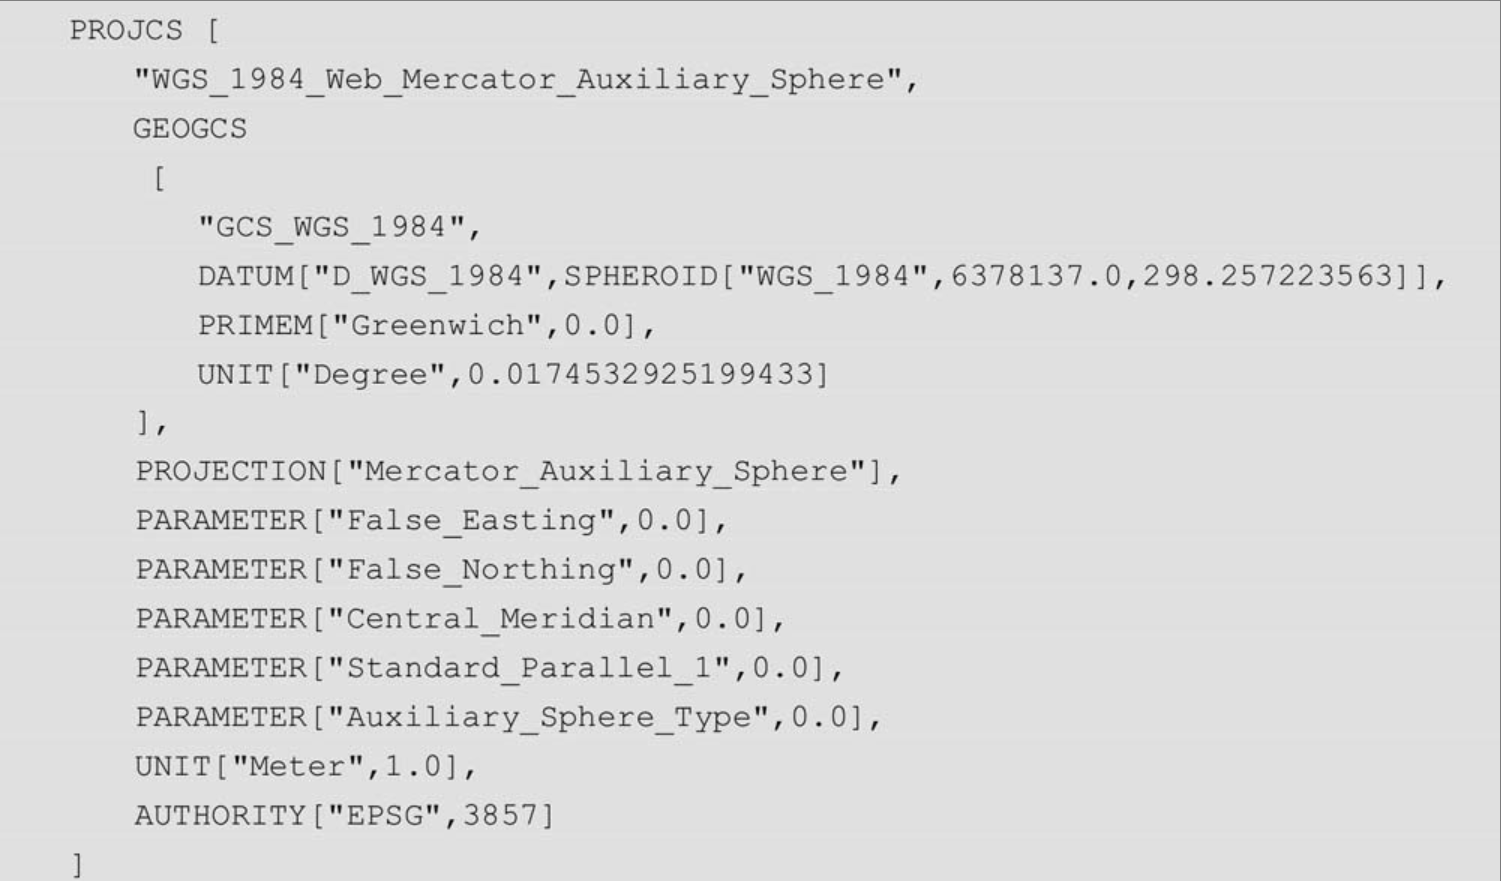 PROJCS [
"WGS_1984_Web_Mercator_Auxiliary_Sphere",
GEOGCS
[
"GCS_WGS_1984",
DATUM["D_WGS_1984",SPHEROID["WGS_1984",6378137.0,298.257223563]],
PRIMEM["Greenwich",0.0],
UNIT["Degree",0.0174532925199433]
],
PROJECTION["Mercator_Auxiliary_Sphere"],
PARAMETER["False_Easting",0.0],
PARAMETER["False_Northing",0.0],
PARAMETER["Central_Meridian",0.0],
PARAMETER["Standard_Parallel_1",0.0],
PARAMETER["Auxiliary_Sphere_Type",0.0],
UNIT["Meter",1.0],
AUTHORITY["EPSG",3857]
]